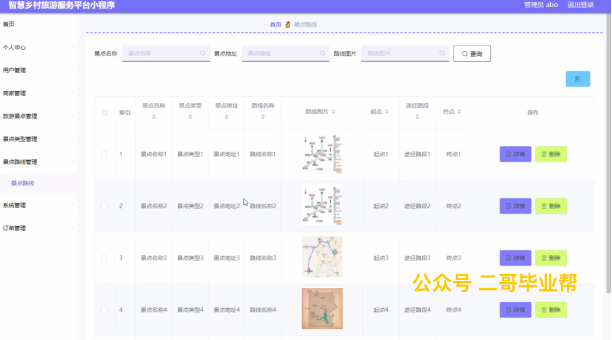 智慧乡村旅游服务平台小程序 管理员 abo 退出登录
首页 首页 景点路线
个人中心 景点名称 景点名称 景点地址 景点地址 路线图片 路线图片 查询
用户管理
商家管理
旅游景点管理 索引 景点名称 景点类型 景点地址 路线名称 路线图片 起点 途径路段 终点 操作
景点类型管理
景点路线管理 1 景点名称1 景点类型1 景点地址1 路线名称1 起点1 途径路段1 终点1 详情 删除
景点路线
系统管理 2 景点名称2 景点类型2 景点地址2 路线名称2 起点2 途径路段2 终点2 详情 删除
订单管理
3 景点名称3 景点类型3 景点地址3 路线名称3 起点3 途径路段3 终点3 详情 删除
公众号 二哥毕业帮
4 景点名称4 景点类型4 景点地址4 路线名称4 起点4 途径路段4 终点4 详情 删除